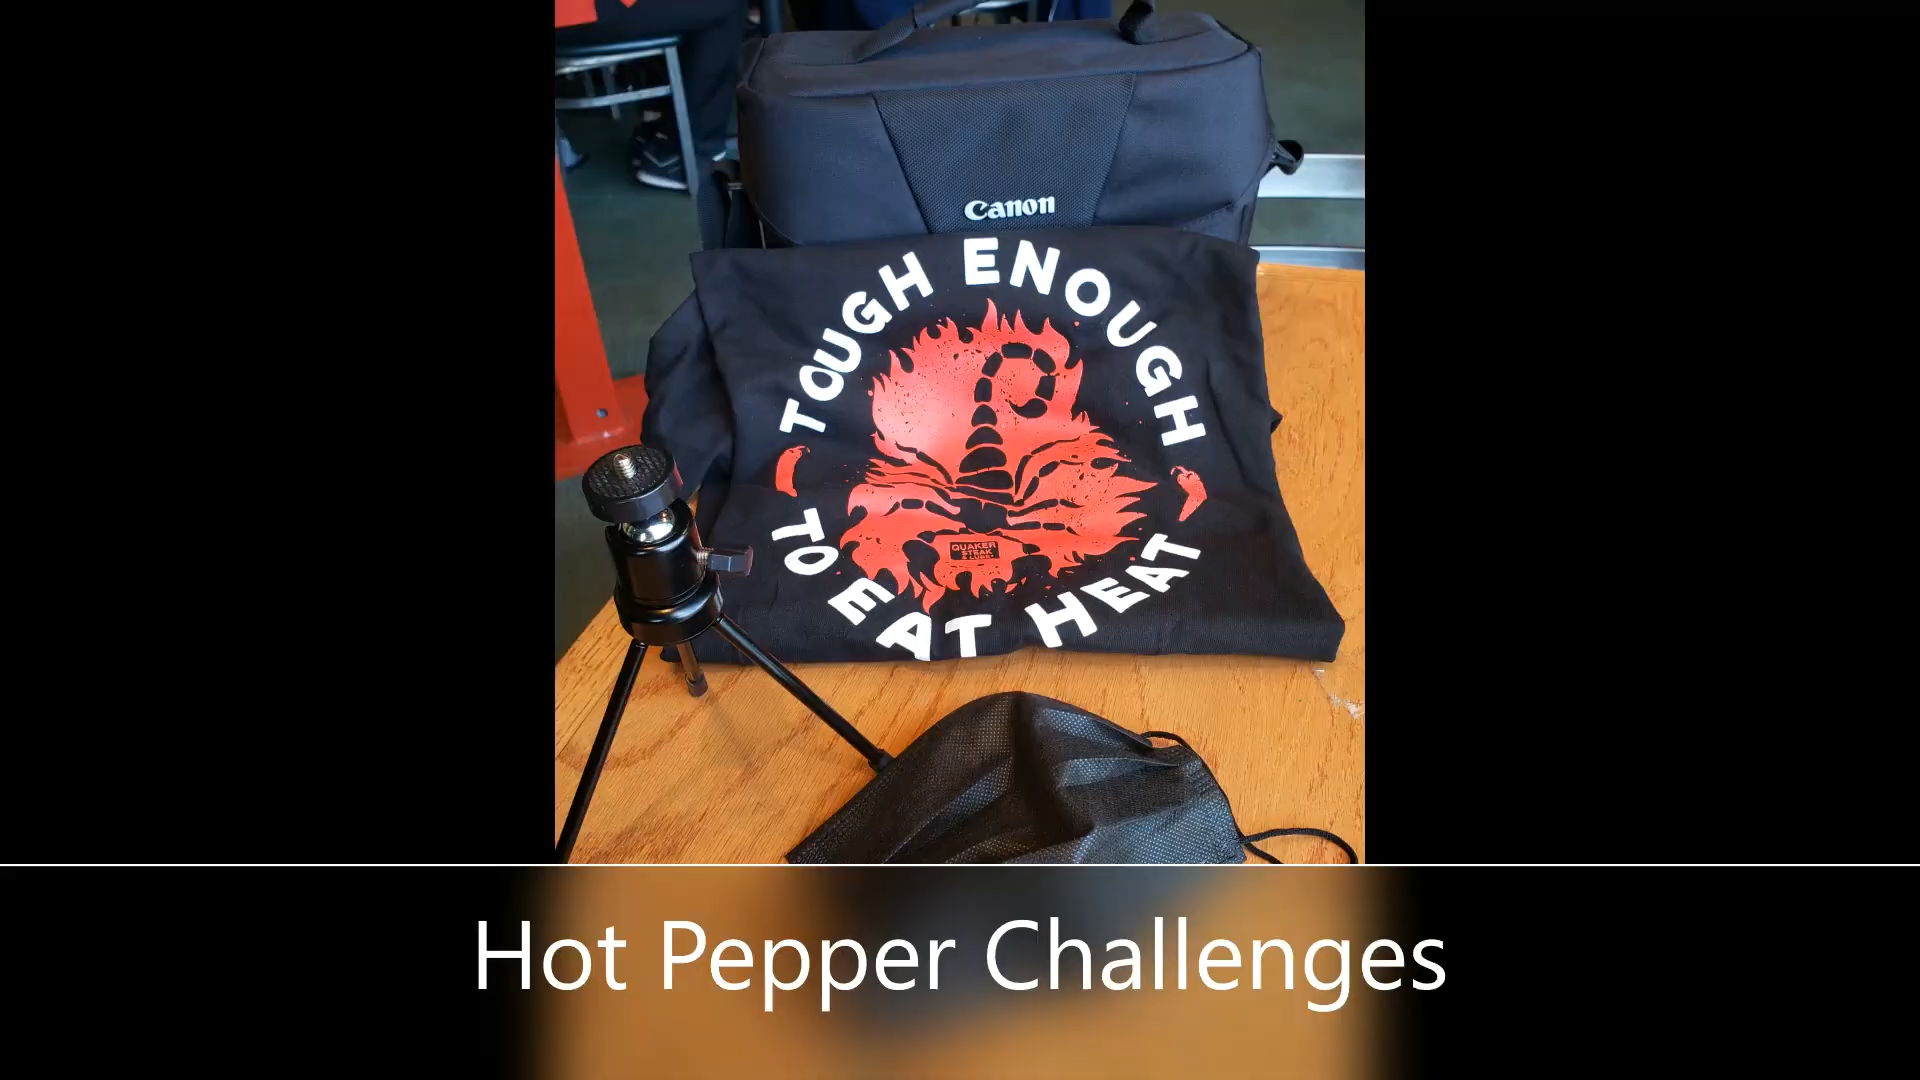 Canon
TOUGH ENOUGH
TO EAT HEAT
QUAKER
STEAK
& LUBE
Hot Pepper Challenges